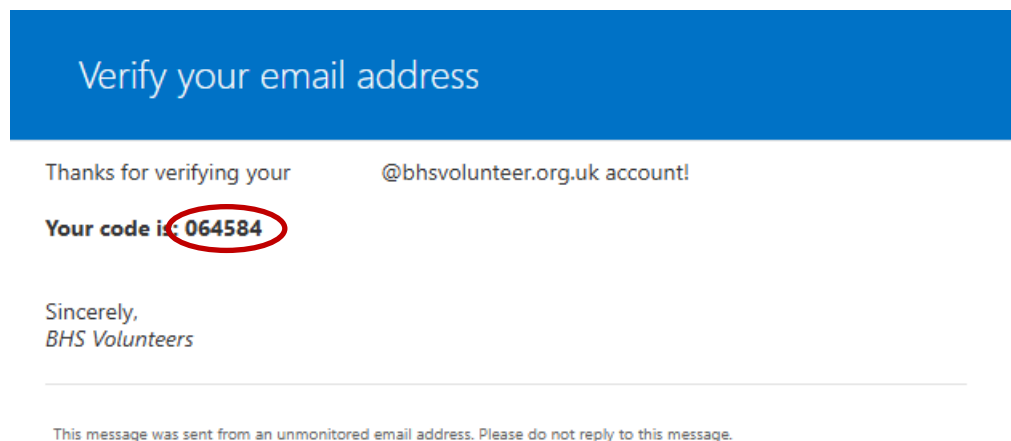 Verify your email address
Thanks for verifying your @bhsvolunteer.org.uk account!
Your code is: 064584
Sincerely,
BHS Volunteers
This message was sent from an unmonitored email address. Please do not reply to this message.